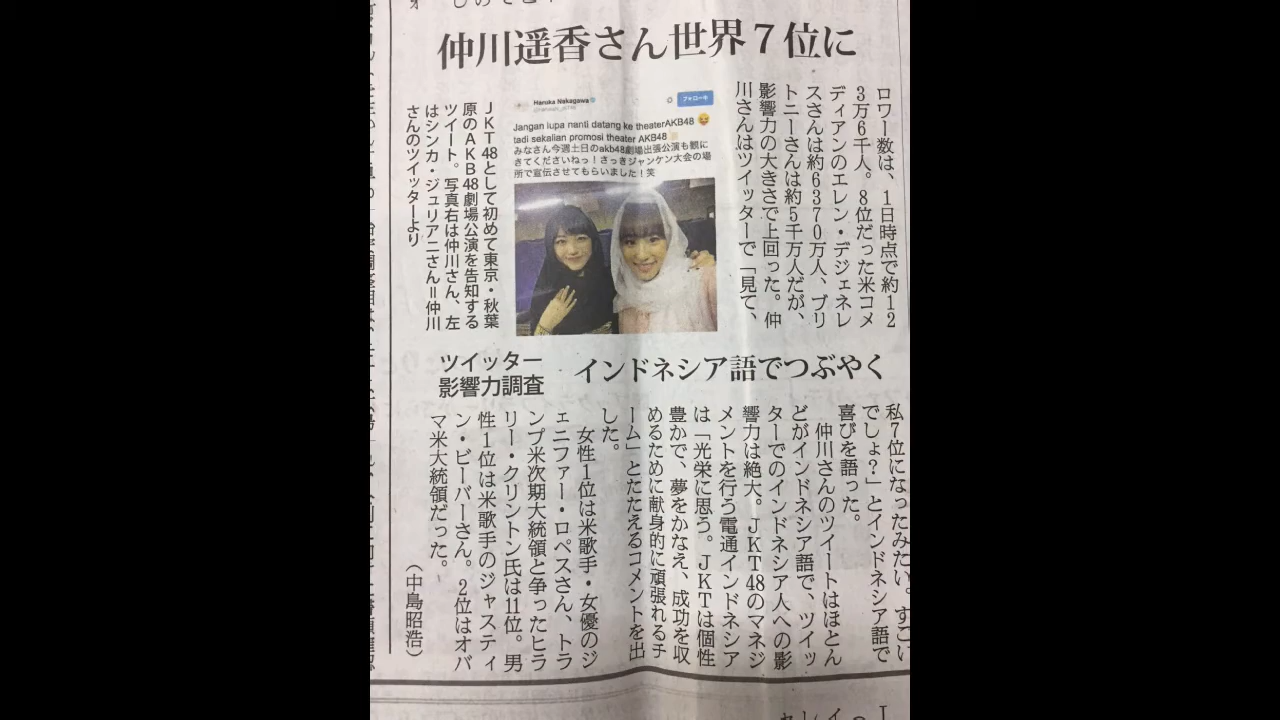 仲川遥香さん世界7位に
ロワー数は、1日時点で約12
3万6千人。8位だった米コメ
ディアンのエレン・デジェネレ
スさんは約6370万人、ブリ
トニーさんは約5千万人だが、
影響力の大きさで上回った。仲
川さんはツイッターで「見て、
Haruka Nakagawa
フォロー中
Jangan lupa nanti datang ke theaterAKB48
tadi sekalian promosi theater AKB48
みなさん今週土日のakb48劇場出張公演も観に
きてくださいねっ！さっきジャンケン大会の場
所で宣伝させてもらいました！笑
JKT48として初めて東京・秋葉
原のAKB48劇場公演を告知する
ツイート。写真右は仲川さん、左
はシンカ・ジュリアニさん＝仲川
さんのツイッターより
ツイッター
影響力調査
インドネシア語でつぶやく
私7位になったみたい。すごい
でしょ？」とインドネシア語で
喜びを語った。
仲川さんのツイートはほとん
どがインドネシア語で、ツイッ
ターでのインドネシア人への影
響力は絶大。JKT48のマネジ
メントを行う電通インドネシア
は「光栄に思う。JKTは個性
豊かで、夢をかなえ、成功を収
めるために献身的に頑張れるチ
ーム」とたたえるコメントを出
した。
女性1位は米歌手・女優のジ
ェニファー・ロペスさん、トラ
ンプ米次期大統領と争ったヒラ
リー・クリントン氏は11位。男
性1位は米歌手のジャスティ
ン・ビーバーさん。2位はオバ
マ米大統領だった。
（中島昭浩）